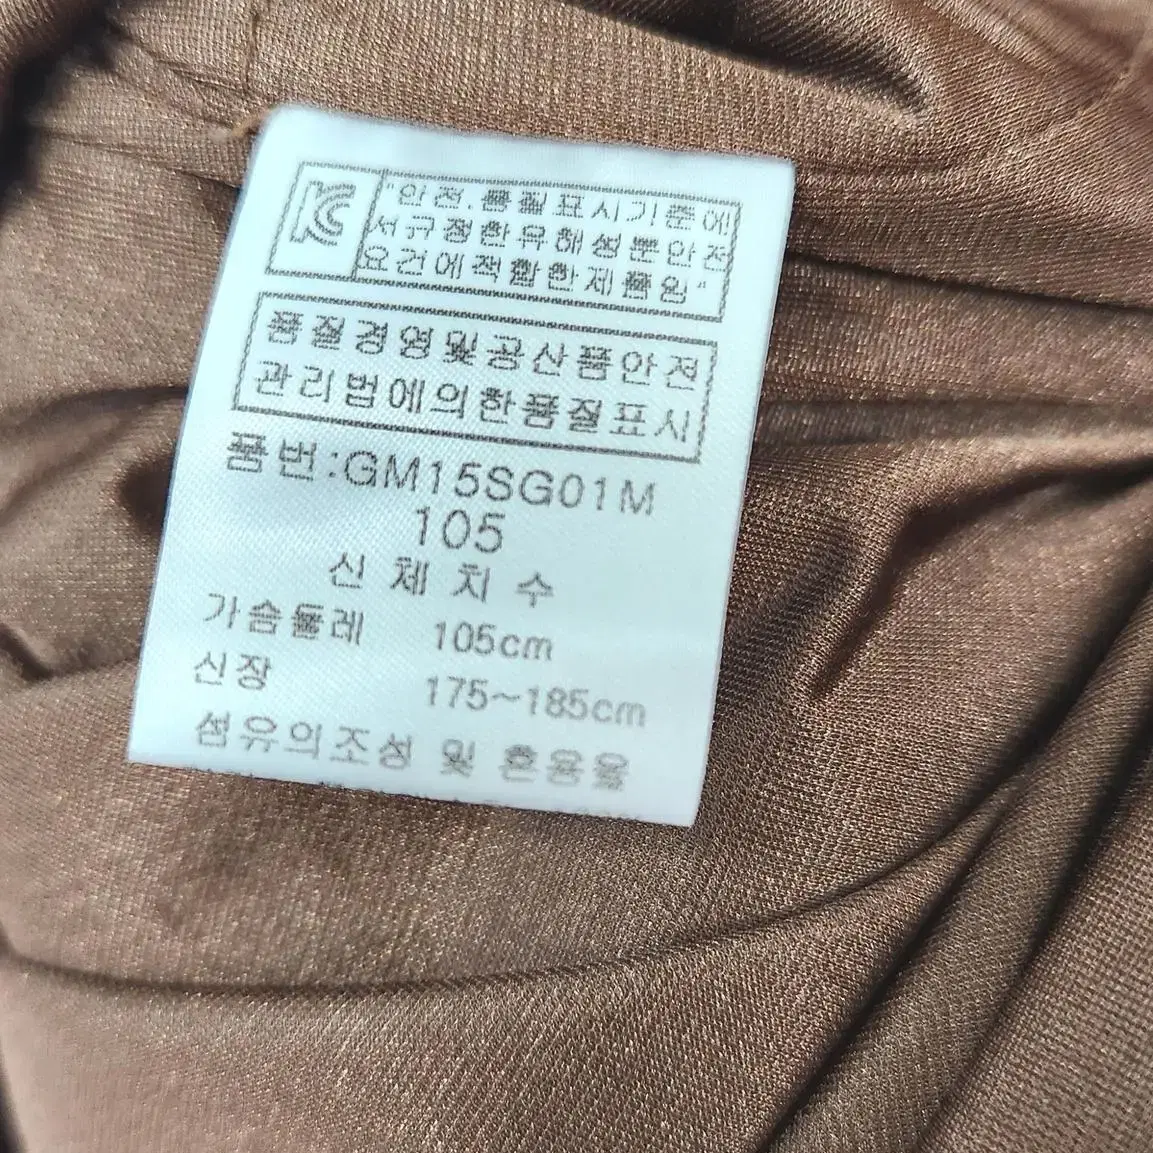 KC "안전.품질표시기준에
서규정한유해성분안전
요건에적합한제품임"
품질경영및공산품안전
관리법에의한품질표시
품번:GM15SG01M
105
신체치수
가슴둘레 105cm
신장 175~185cm
섬유의조성 및 혼용율